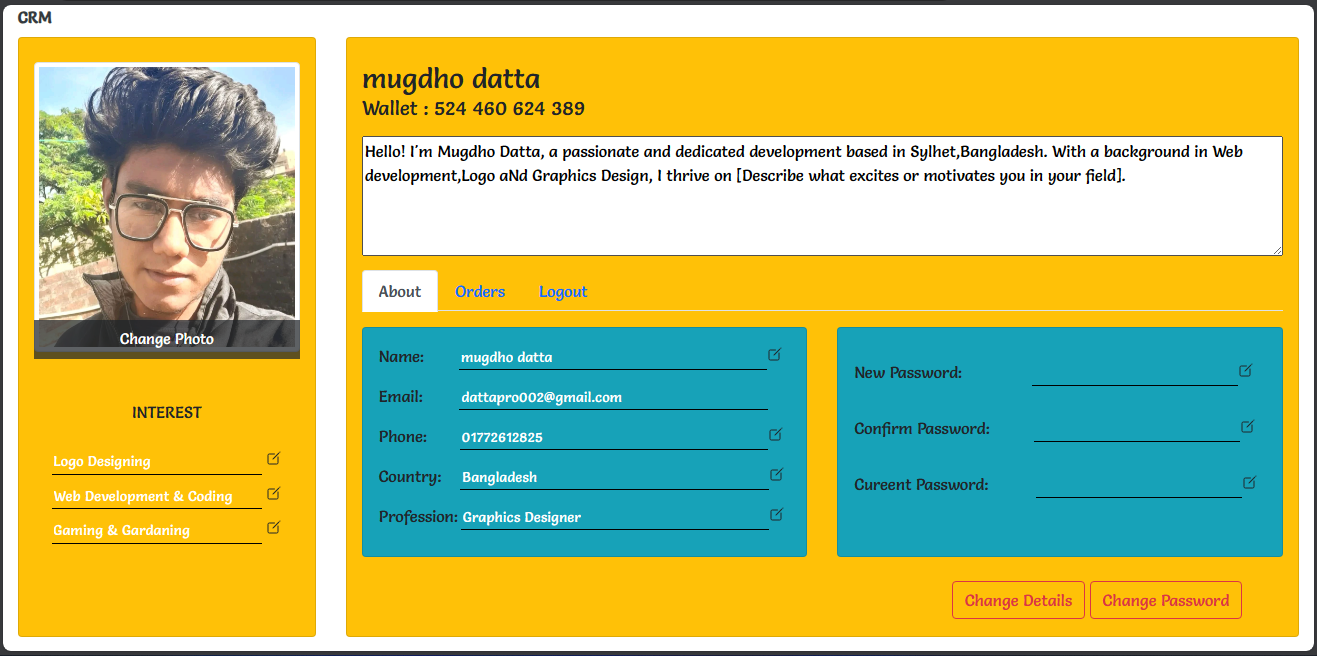 CRM
Change Photo
INTEREST
Logo Designing
Web Development & Coding
Gaming & Gardaning
mugdho datta
Wallet : 524 460 624 389
Hello! I'm Mugdho Datta, a passionate and dedicated development based in Sylhet,Bangladesh. With a background in Web
development,Logo aNd Graphics Design, I thrive on [Describe what excites or motivates you in your field].
About Orders Logout
Name: mugdho datta
Email: dattapro002@gmail.com
Phone: 01772612825
Country: Bangladesh
Profession: Graphics Designer
New Password:
Confirm Password:
Cureent Password:
Change Details Change Password